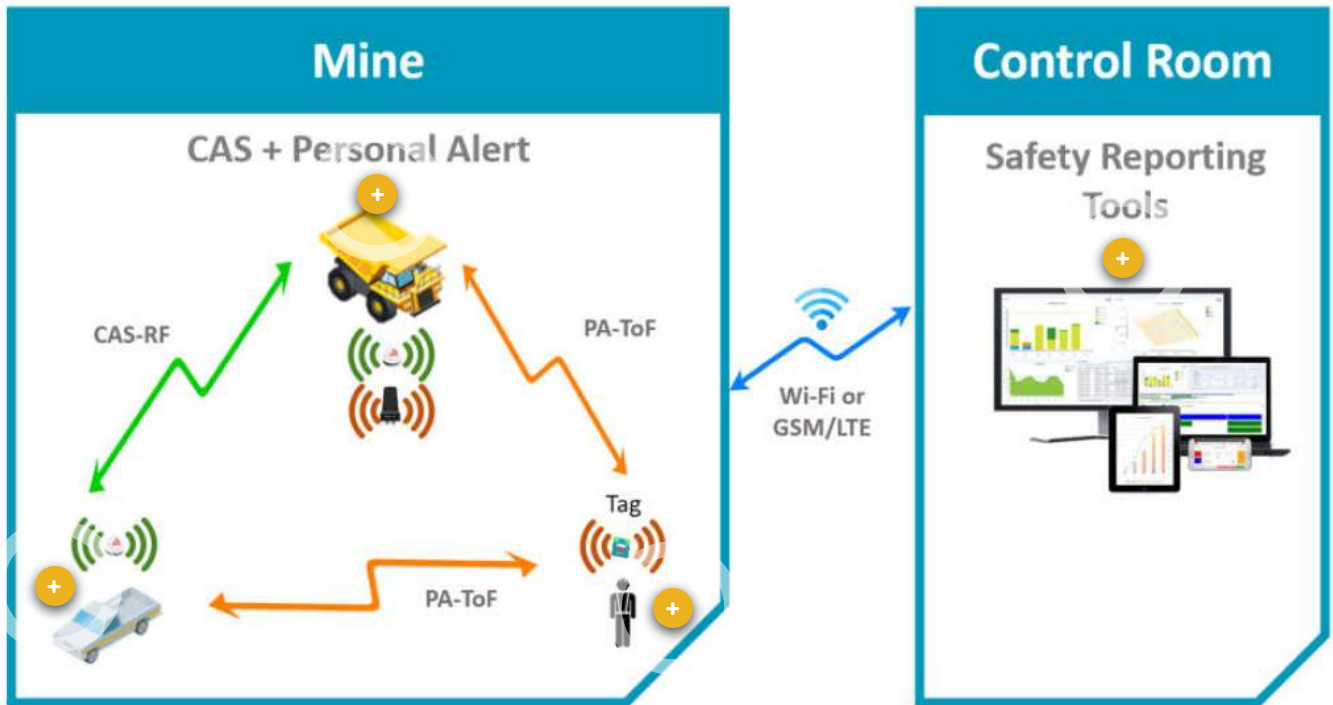 Mine
CAS + Personal Alert
CAS-RF
PA-ToF
Tag
PA-ToF
Wi-Fi or
GSM/LTE
Control Room
Safety Reporting
Tools